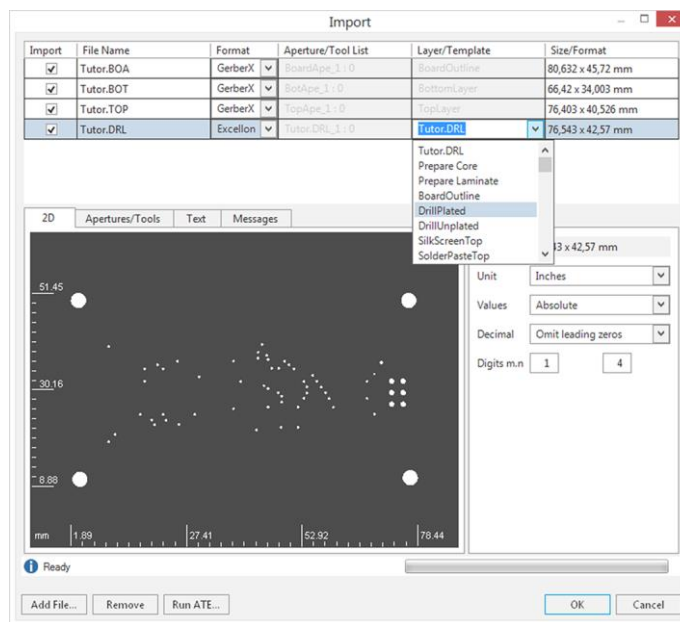 Import
Import File Name Format Aperture/Tool List Layer/Template Size/Format
Tutor.BOA GerberX BoardApe_1 : 0 BoardOutline 80,632 x 45,72 mm
Tutor.BOT GerberX BotApe_1 : 0 BottomLayer 66,42 x 34,003 mm
Tutor.TOP GerberX TopApe_1 : 0 TopLayer 76,403 x 40,526 mm
Tutor.DRL Excellon Tutor.DRL_1 : 0 Tutor.DRL 76,543 x 42,57 mm
Tutor.DRL
Prepare Core
Prepare Laminate
BoardOutline
DrillPlated
DrillUnplated
SilkScreenTop
SolderPasteTop
2D Apertures/Tools Text Messages
43 x 42,57 mm
Unit Inches
Values Absolute
Decimal Omit leading zeros
Digits m.n 1 4
51.45
30.16
8.88
mm 1.89 27.41 52.92 78.44
Ready
Add File... Remove Run ATE... OK Cancel